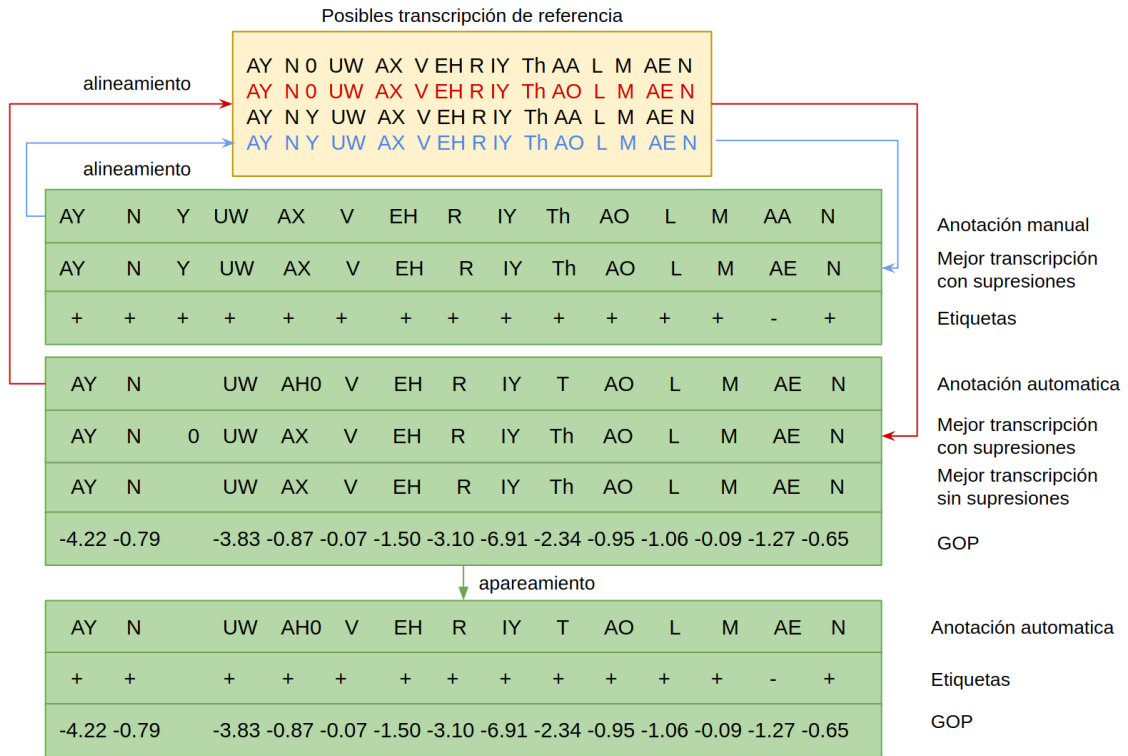 Posibles transcripción de referencia
alineamiento
AY N 0 UW AX V EH R IY Th AA L M AE N
AY N 0 UW AX V EH R IY Th AO L M AE N
AY N Y UW AX V EH R IY Th AA L M AE N
AY N Y UW AX V EH R IY Th AO L M AE N
alineamiento
AY N Y UW AX V EH R IY Th AO L M AA N
Anotación manual
AY N Y UW AX V EH R IY Th AO L M AE N
Mejor transcripción
con supresiones
+ + + + + + + + + + + + + - +
Etiquetas
AY N UW AH0 V EH R IY T AO L M AE N
Anotación automatica
AY N 0 UW AX V EH R IY Th AO L M AE N
Mejor transcripción
con supresiones
AY N UW AX V EH R IY Th AO L M AE N
Mejor transcripción
sin supresiones
-4.22 -0.79 -3.83 -0.87 -0.07 -1.50 -3.10 -6.91 -2.34 -0.95 -1.06 -0.09 -1.27 -0.65
GOP
apareamiento
AY N UW AH0 V EH R IY T AO L M AE N
Anotación automatica
+ + + + + + + + + + + + - +
Etiquetas
-4.22 -0.79 -3.83 -0.87 -0.07 -1.50 -3.10 -6.91 -2.34 -0.95 -1.06 -0.09 -1.27 -0.65
GOP